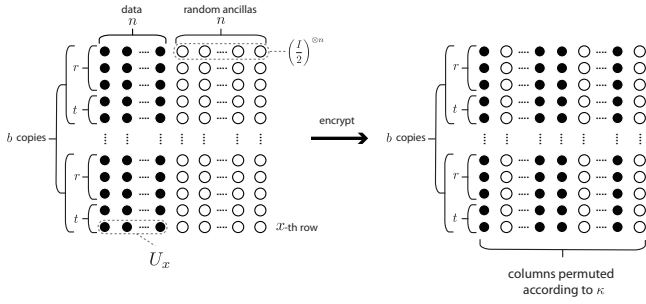 data
random ancillas
n
n
(I/2)^{⊗n}
r
r
t
t
encrypt
b copies
b copies
r
r
t
t
x-th row
U_x
columns permuted
according to κ